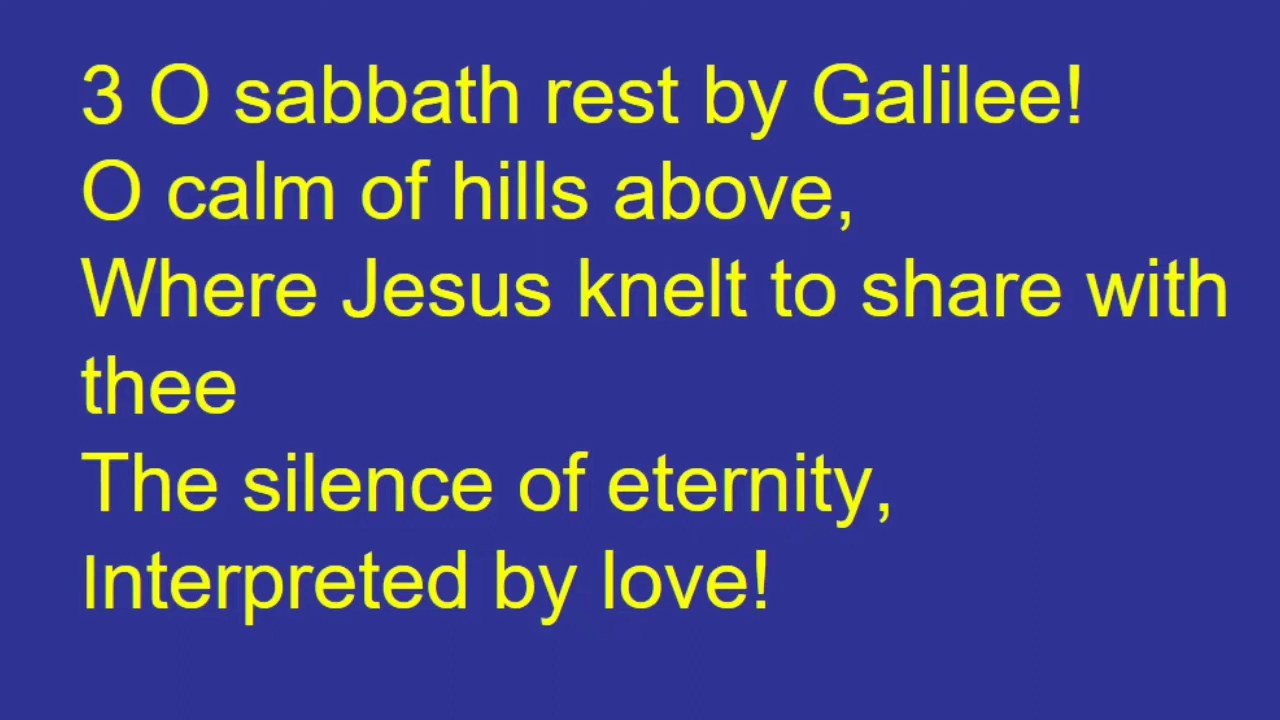 3 O sabbath rest by Galilee!
O calm of hills above,
Where Jesus knelt to share with
thee
The silence of eternity,
Interpreted by love!